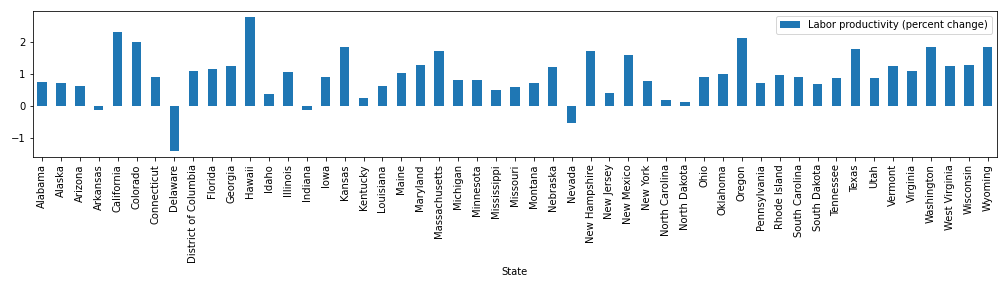 Labor productivity (percent change)
2
1
0
−1
Alabama
Alaska
Arizona
Arkansas
California
Colorado
Connecticut
Delaware
District of Columbia
Florida
Georgia
Hawaii
Idaho
Illinois
Indiana
Iowa
Kansas
Kentucky
Louisiana
Maine
Maryland
Massachusetts
Michigan
Minnesota
Mississippi
Missouri
Montana
Nebraska
Nevada
New Hampshire
New Jersey
New Mexico
New York
North Carolina
North Dakota
Ohio
Oklahoma
Oregon
Pennsylvania
Rhode Island
South Carolina
South Dakota
Tennessee
Texas
Utah
Vermont
Virginia
Washington
West Virginia
Wisconsin
Wyoming
State